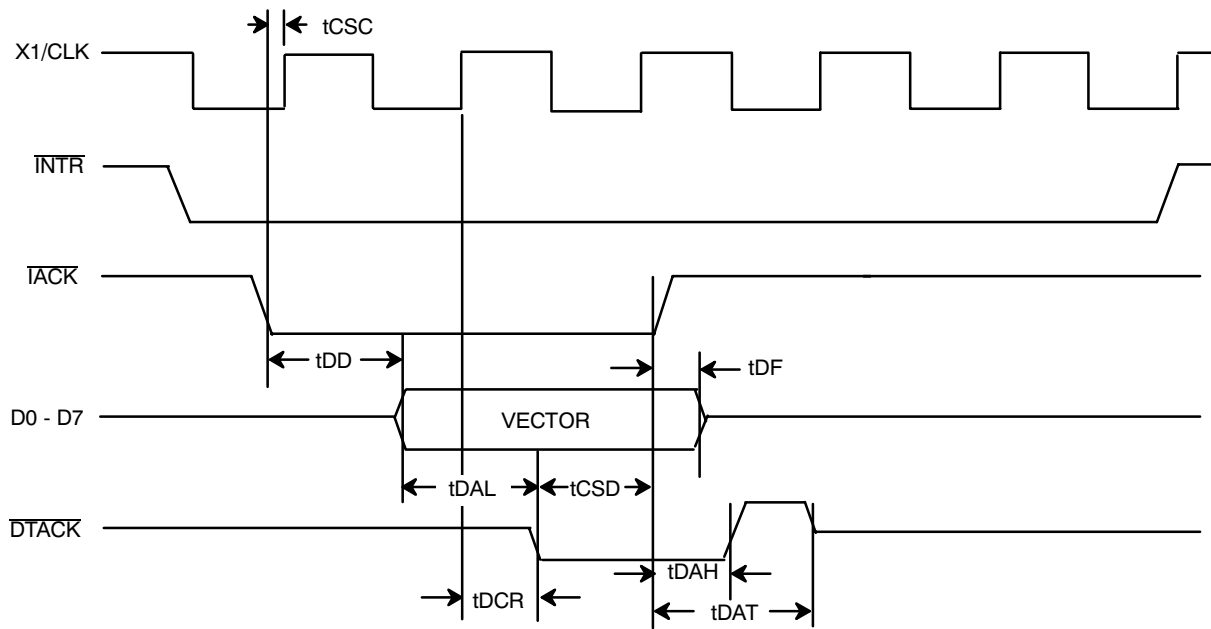 tCSC
X1/CLK
INTR
IACK
tDD
tDF
D0 - D7
VECTOR
tDAL
tCSD
DTACK
tDAH
tDCR
tDAT